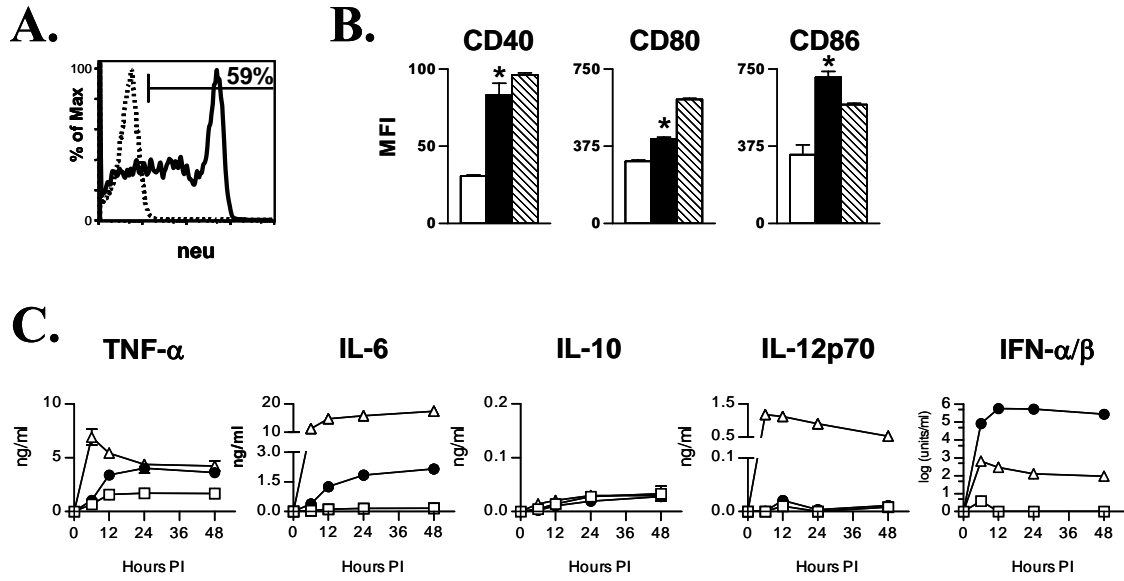 A.
B.
CD40
CD80
CD86
100
59%
% of Max
0
neu
MFI
100
50
0
*
750
375
0
*
750
375
0
*
C.
TNF-α
IL-6
IL-10
IL-12p70
IFN-α/β
ng/ml
10
5
0
0 12 24 36 48
Hours PI
ng/ml
20
10
3.0
1.5
0.0
0 12 24 36 48
Hours PI
ng/ml
0.2
0.1
0.0
0 12 24 36 48
Hours PI
ng/ml
1.5
0.5
0.1
0.0
0 12 24 36 48
Hours PI
log (units/ml)
6
5
4
3
2
1
0
0 12 24 36 48
Hours PI